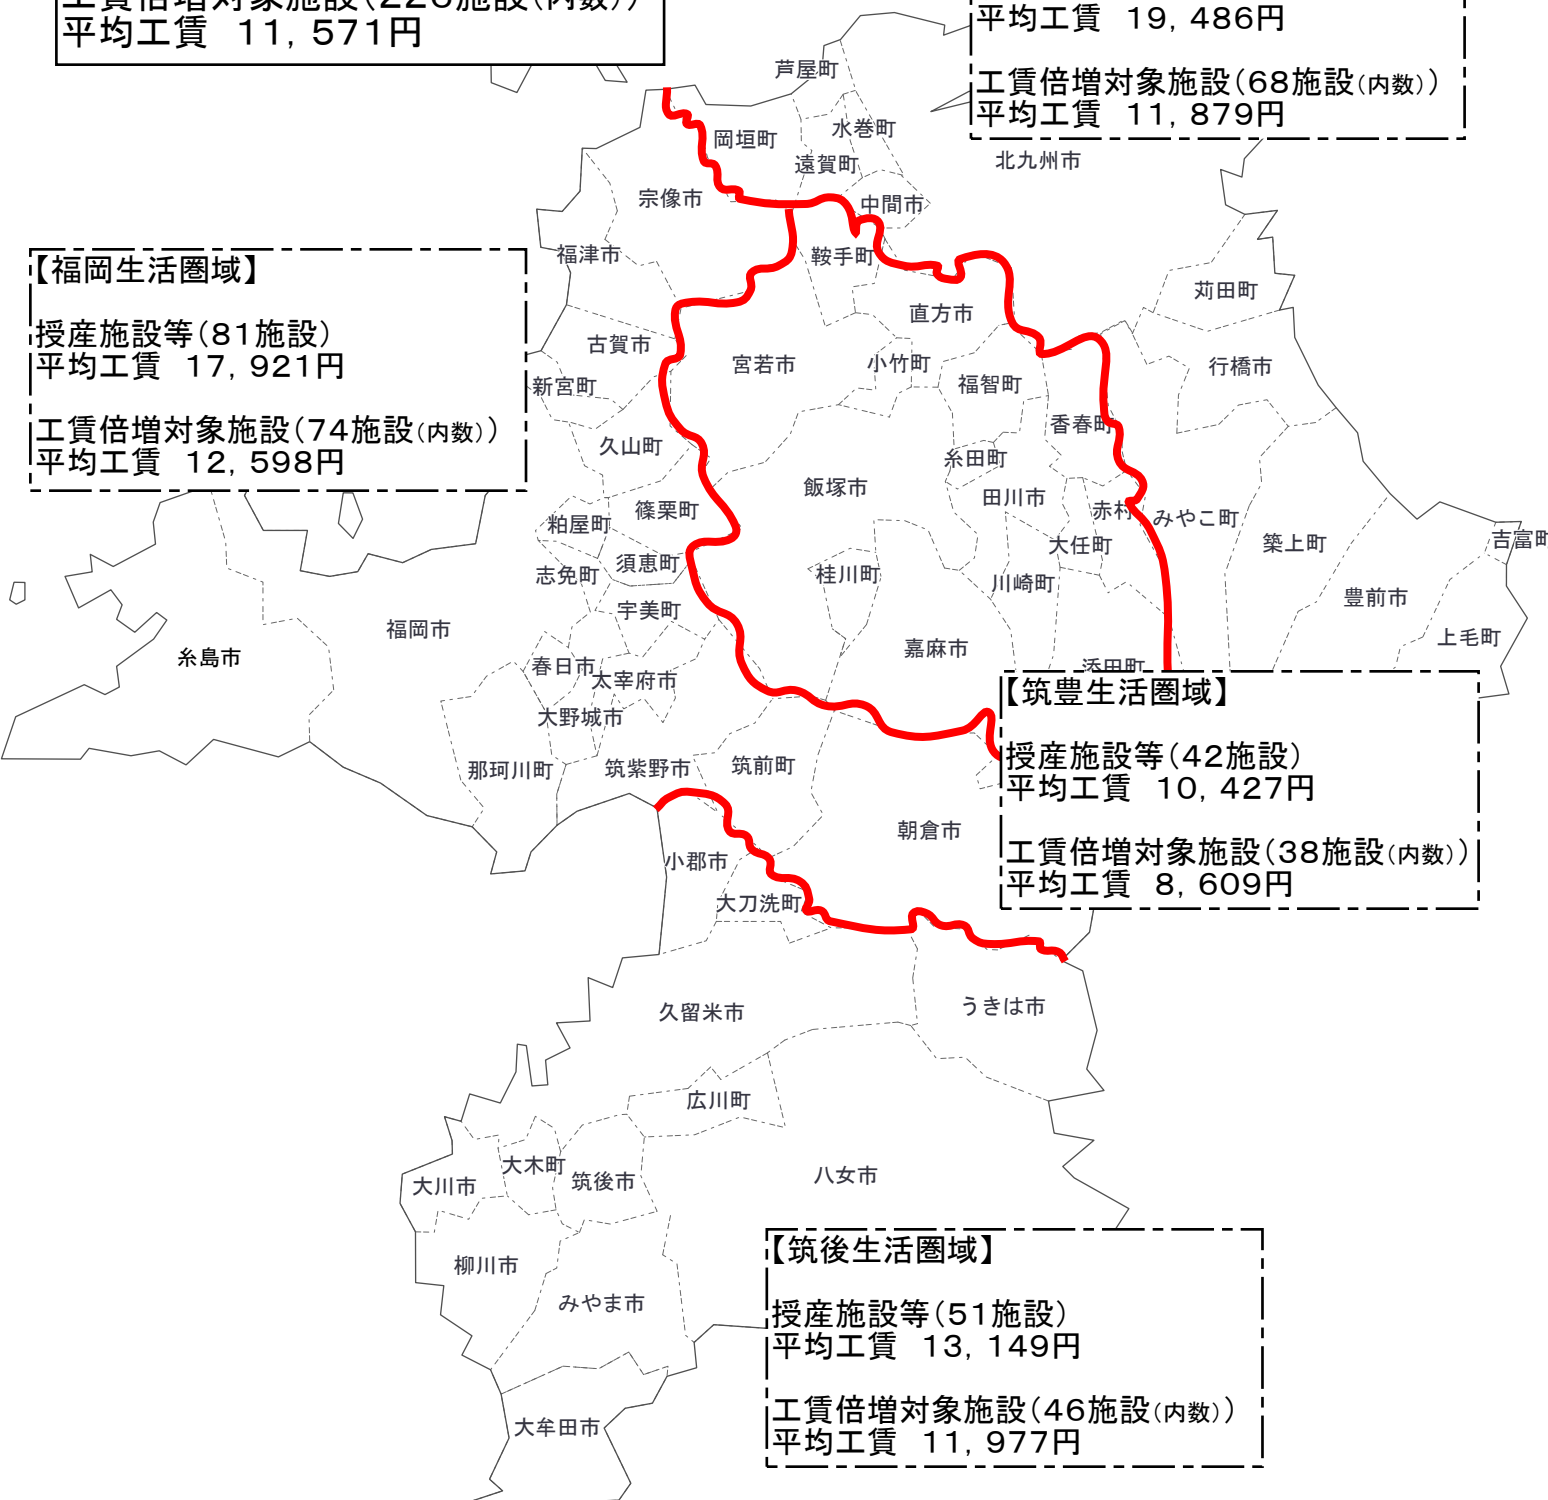 工賃倍増対象施設(226施設(内数))
平均工賃 11,571円
平均工賃 19,486円
工賃倍増対象施設(68施設(内数))
平均工賃 11,879円
芦屋町
水巻町
岡垣町
遠賀町
北九州市
宗像市
中間市
福津市
鞍手町
苅田町
直方市
【福岡生活圏域】
授産施設等(81施設)
平均工賃 17,921円
工賃倍増対象施設(74施設(内数))
平均工賃 12,598円
古賀市
宮若市
小竹町
行橋市
新宮町
福智町
香春町
久山町
糸田町
飯塚市
田川市
篠栗町
赤村
みやこ町
粕屋町
大任町
築上町
吉富町
須恵町
志免町
桂川町
川崎町
豊前市
宇美町
福岡市
上毛町
嘉麻市
糸島市
春日市
太宰府市
添田町
大野城市
那珂川町
筑紫野市
筑前町
【筑豊生活圏域】
授産施設等(42施設)
平均工賃 10,427円
工賃倍増対象施設(38施設(内数))
平均工賃 8,609円
朝倉市
小郡市
大刀洗町
久留米市
うきは市
広川町
大木町
八女市
筑後市
大川市
柳川市
みやま市
【筑後生活圏域】
授産施設等(51施設)
平均工賃 13,149円
工賃倍増対象施設(46施設(内数))
平均工賃 11,977円
大牟田市